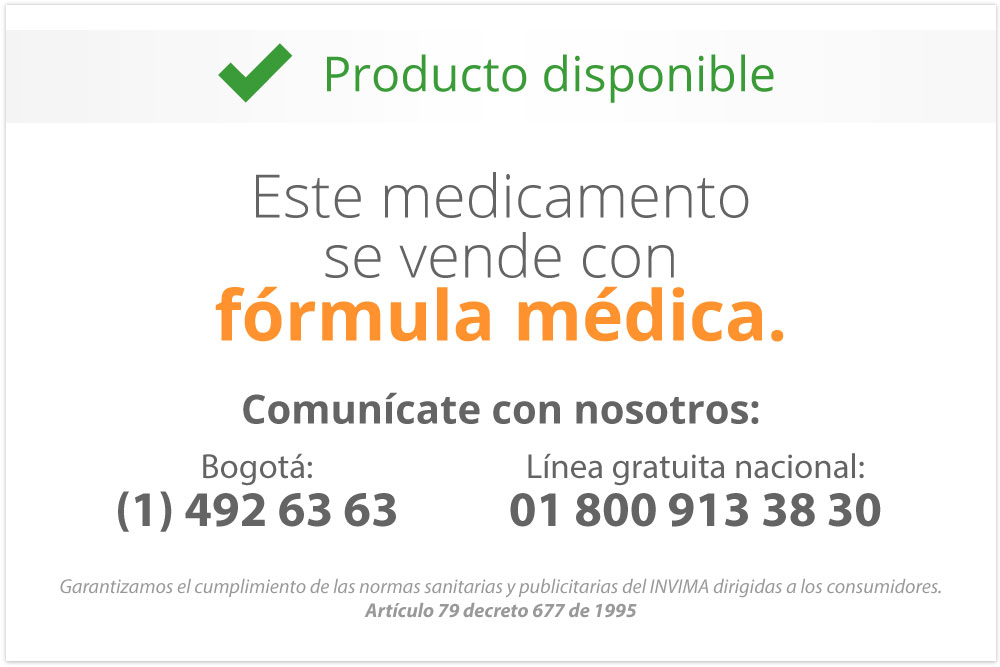 Producto disponible
Este medicamento
se vende con
fórmula médica.
Comunícate con nosotros:
Bogotá:
(1) 492 63 63
Línea gratuita nacional:
01 800 913 38 30
Garantizamos el cumplimiento de las normas sanitarias y publicitarias del INVIMA dirigidas a los consumidores.
Artículo 79 decreto 677 de 1995